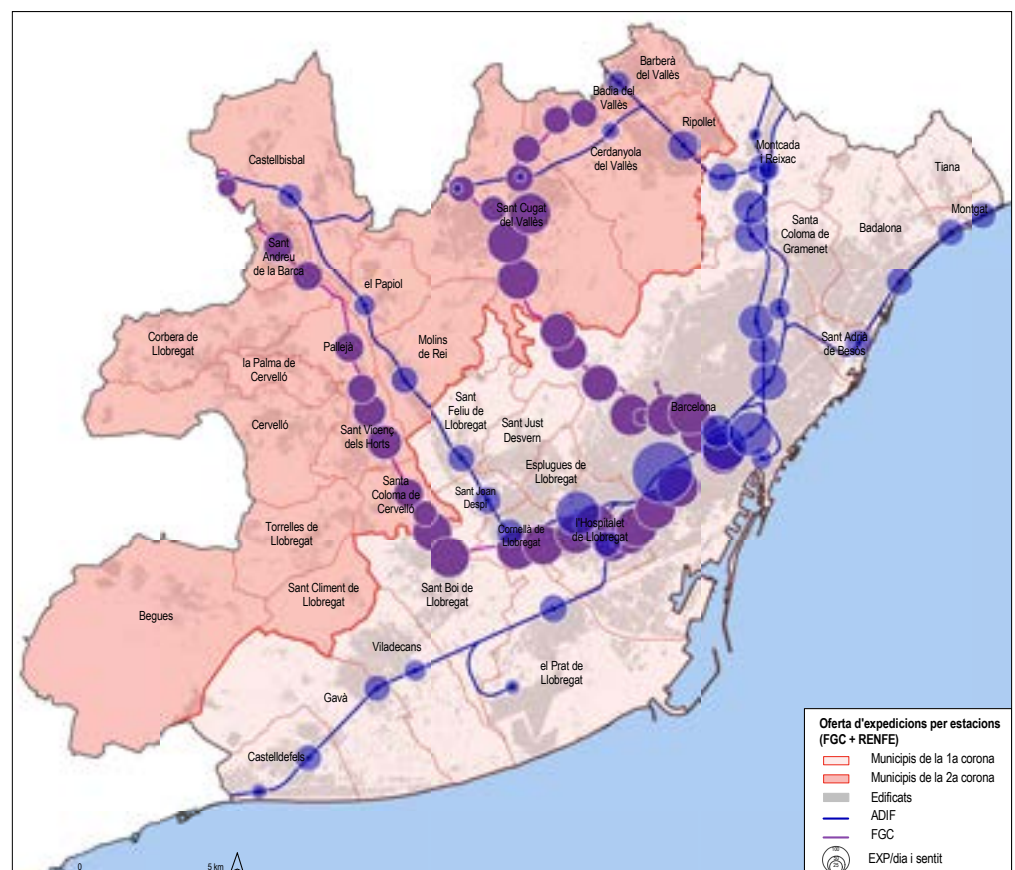 Barberà
del Vallès
Badia del
Vallès
Ripollet
Castellbisbal
Cerdanyola
del Vallès
Montcada
i Reixac
Tiana
Montgat
Sant Cugat
del Vallès
Santa
Coloma de
Gramenet
Badalona
Sant
Andreu
de la Barca
el Papiol
Corbera de
Llobregat
Pallejà
Molins
de Rei
Sant Adrià
de Besòs
la Palma de
Cervelló
Sant
Feliu de
Llobregat
Barcelona
Cervelló
Sant Vicenç
dels Horts
Sant Just
Desvern
Esplugues de
Llobregat
Santa
Coloma de
Cervelló
Sant Joan
Despí
Torrelles de
Llobregat
Cornellà de
Llobregat
l'Hospitalet
de Llobregat
Sant Climent de
Llobregat
Sant Boi de
Llobregat
Begues
Viladecans
el Prat de
Llobregat
Gavà
Castelldefels
Oferta d'expedicions per estacions
(FGC + RENFE)
Municipis de la 1a corona
Municipis de la 2a corona
Edificats
ADIF
FGC
100
25
EXP/dia i sentit
0 5 km